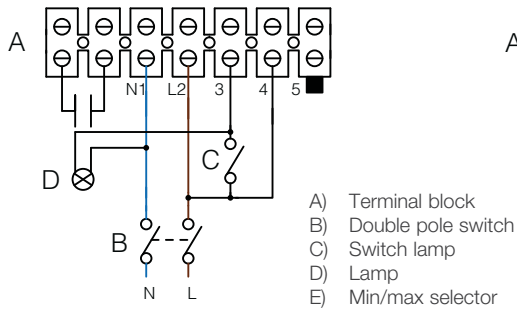 A
A
N1 L2 3 4 5
C
D
B
N L
A) Terminal block
B) Double pole switch
C) Switch lamp
D) Lamp
E) Min/max selector